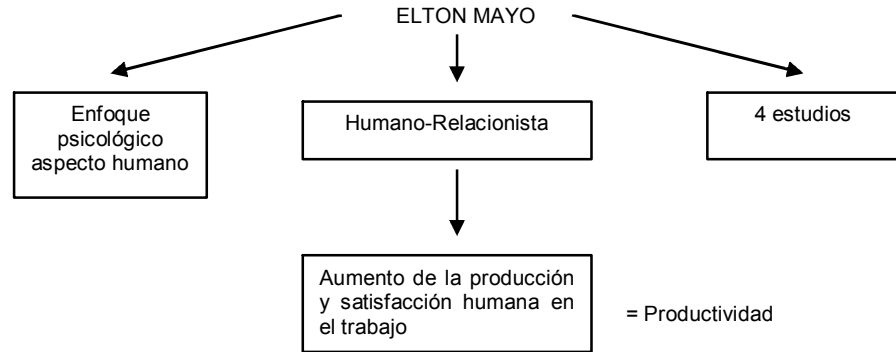 ELTON MAYO
Enfoque
psicológico
aspecto humano
Humano-Relacionista
4 estudios
Aumento de la producción
y satisfacción humana en
el trabajo
= Productividad